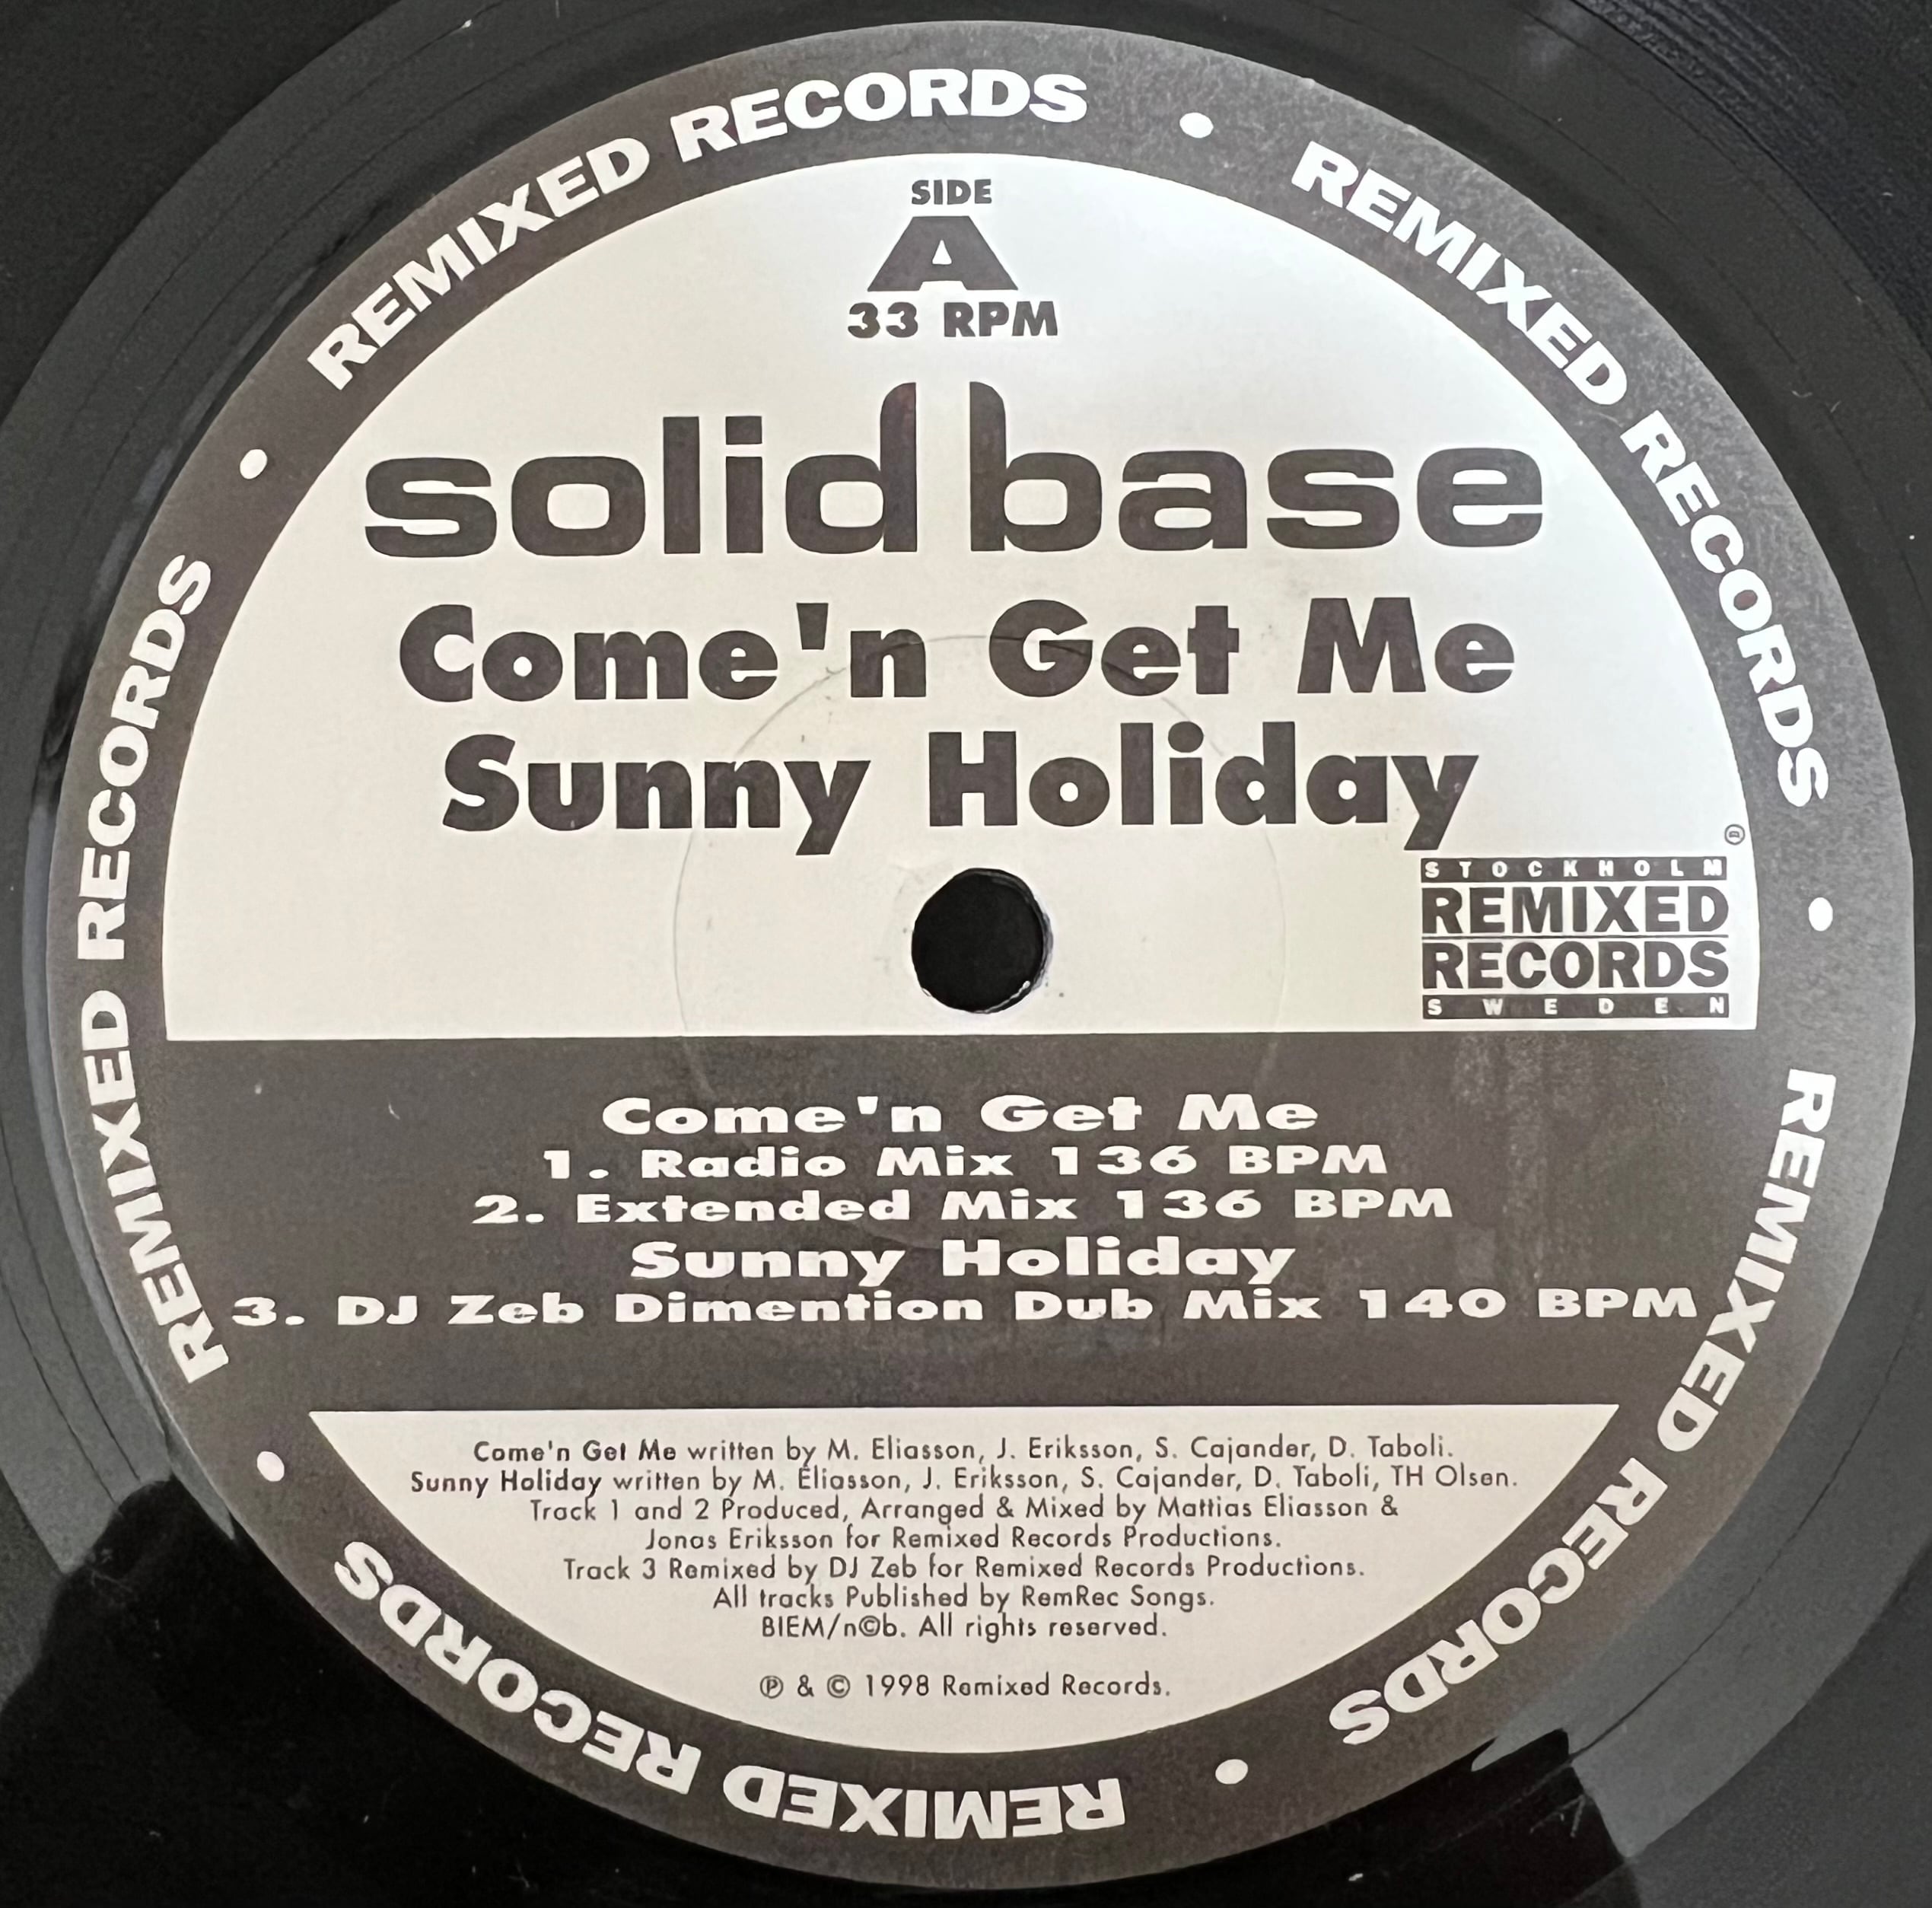 REMIXED RECORDS • REMIXED RECORDS • REMIXED RECORDS • REMIXED RECORDS • REMIXED RECORDS •
SIDE
A
33 RPM
solid base
Come'n Get Me
Sunny Holiday
®
STOCKHOLM
REMIXED
RECORDS
SWEDEN
Come'n Get Me
1. Radio Mix 136 BPM
2. Extended Mix 136 BPM
Sunny Holiday
3. DJ Zeb Dimention Dub Mix 140 BPM
Come'n Get Me written by M. Eliasson, J. Eriksson, S. Cajander, D. Taboli.
Sunny Holiday written by M. Eliasson, J. Eriksson, S. Cajander, D. Taboli, TH Olsen.
Track 1 and 2 Produced, Arranged & Mixed by Mattias Eliasson &
Jonas Eriksson for Remixed Records Productions.
Track 3 Remixed by DJ Zeb for Remixed Records Productions.
All tracks Published by RemRec Songs.
BIEM/n©b. All rights reserved.
℗ & © 1998 Remixed Records.